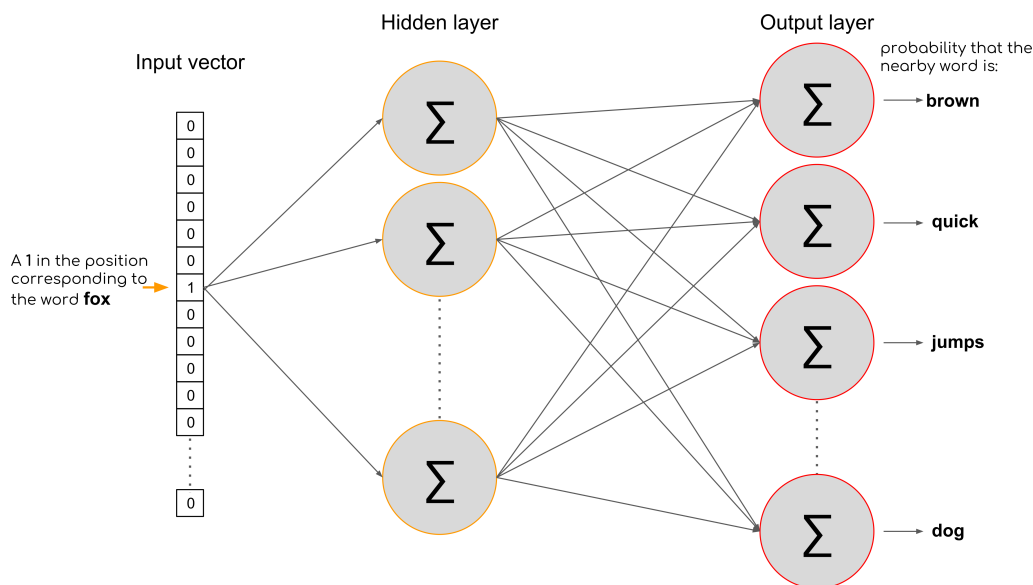 Hidden layer
Output layer
Input vector
probability that the
nearby word is:
0
0
0
0
0
0
1
0
0
0
0
0
0
A 1 in the position
corresponding to
the word fox
∑
∑
∑
∑
∑
∑
∑
brown
quick
jumps
dog